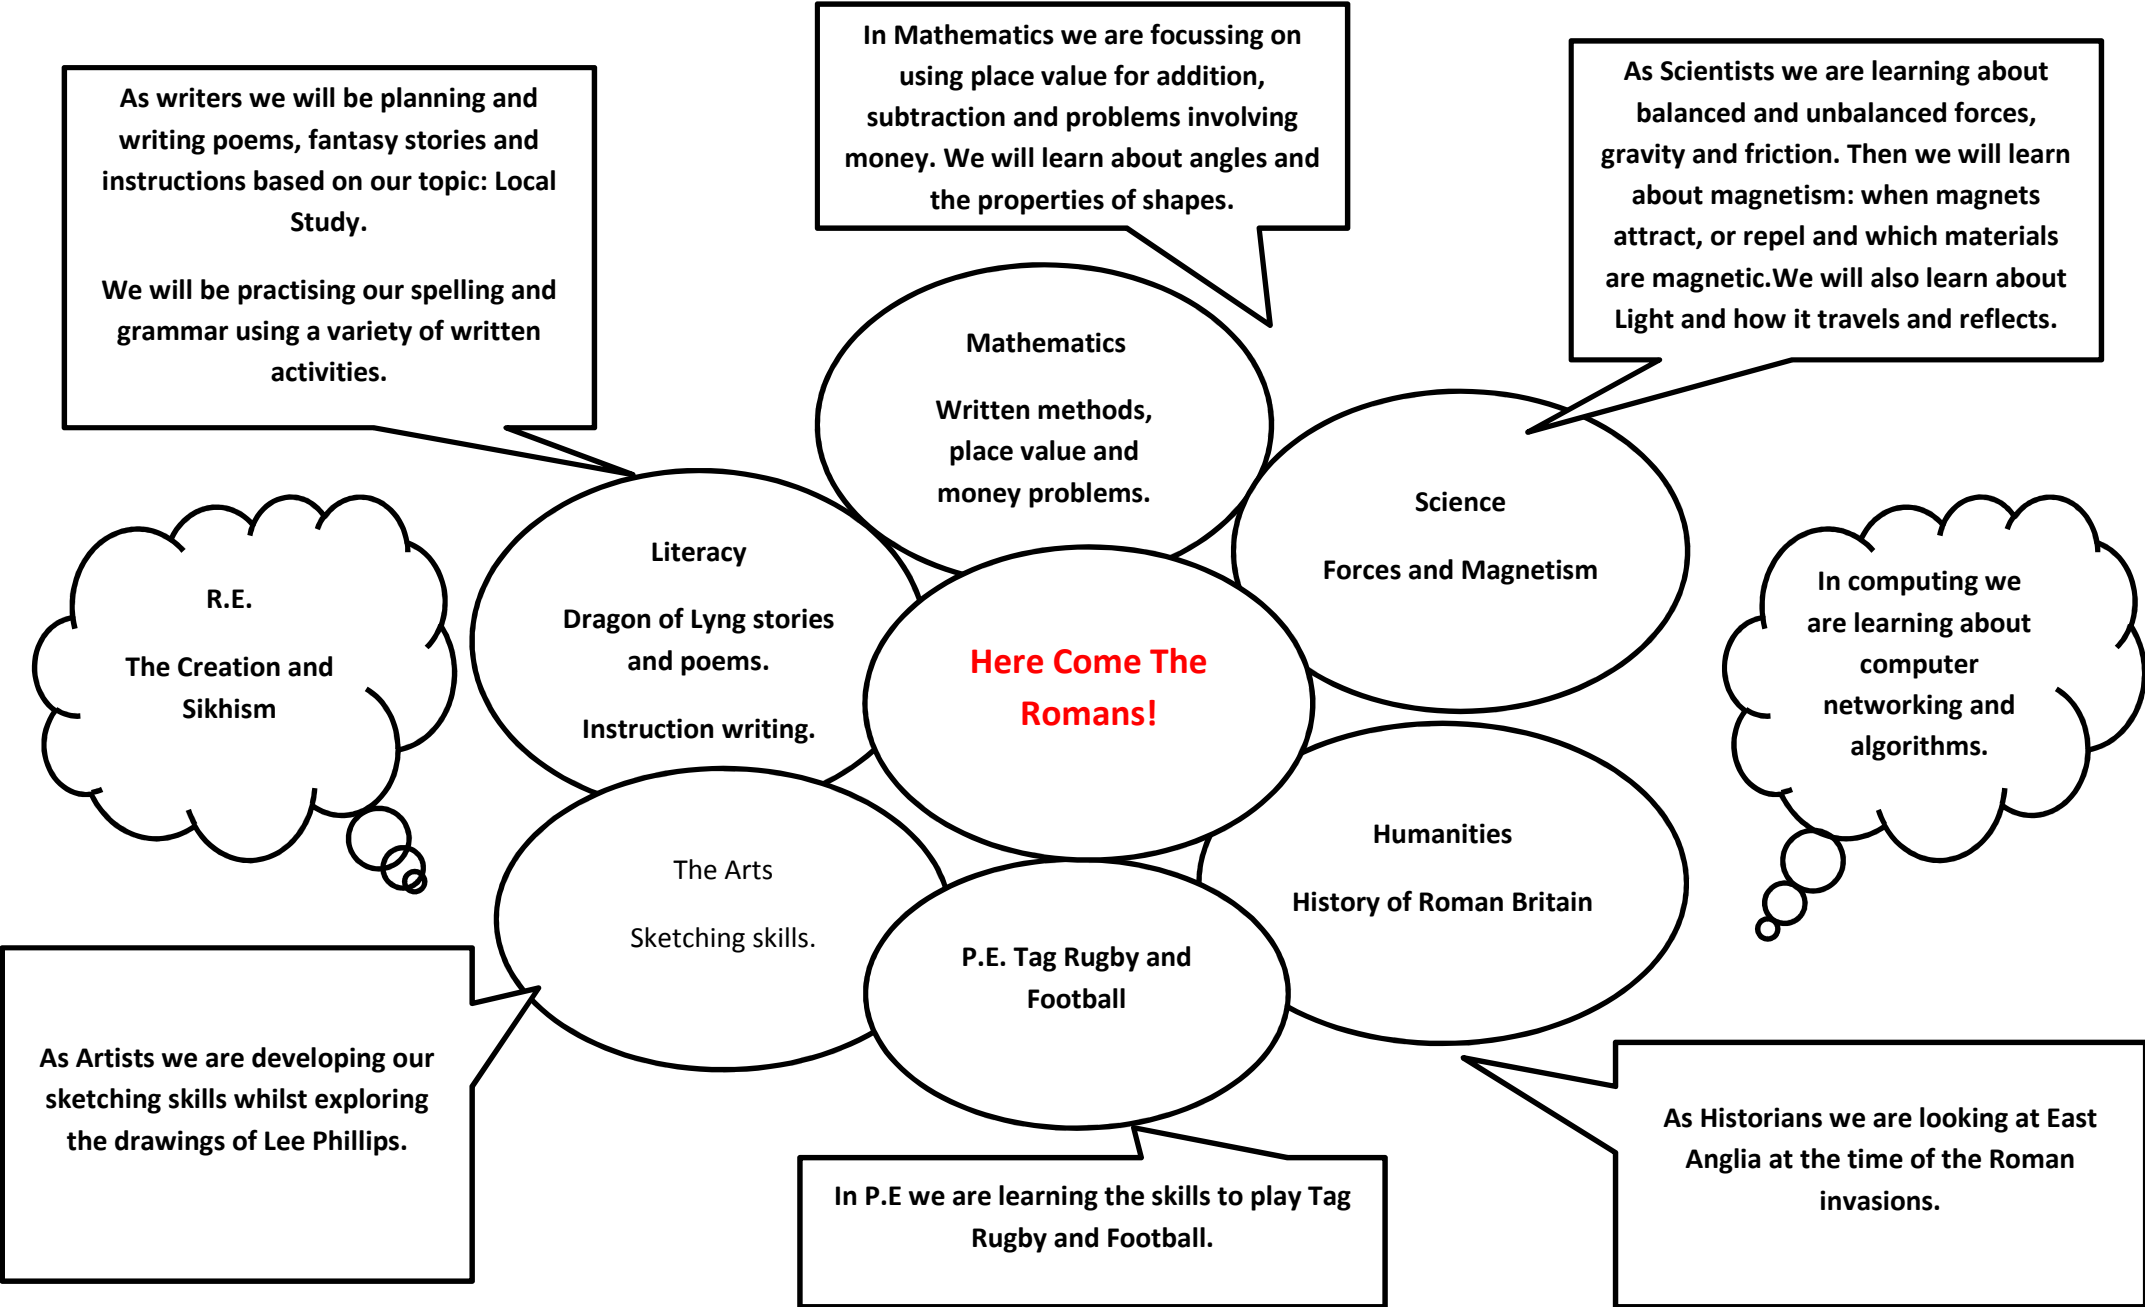 As writers we will be planning and
writing poems, fantasy stories and
instructions based on our topic: Local
Study.
We will be practising our spelling and
grammar using a variety of written
activities.
In Mathematics we are focussing on
using place value for addition,
subtraction and problems involving
money. We will learn about angles and
the properties of shapes.
As Scientists we are learning about
balanced and unbalanced forces,
gravity and friction. Then we will learn
about magnetism: when magnets
attract, or repel and which materials
are magnetic.We will also learn about
Light and how it travels and reflects.
Mathematics
Written methods,
place value and
money problems.
Science
Forces and Magnetism
Literacy
Dragon of Lyng stories
and poems.
Instruction writing.
R.E.
The Creation and
Sikhism
Here Come The
Romans!
In computing we
are learning about
computer
networking and
algorithms.
The Arts
Sketching skills.
Humanities
History of Roman Britain
P.E. Tag Rugby and
Football
As Artists we are developing our
sketching skills whilst exploring
the drawings of Lee Phillips.
In P.E we are learning the skills to play Tag
Rugby and Football.
As Historians we are looking at East
Anglia at the time of the Roman
invasions.